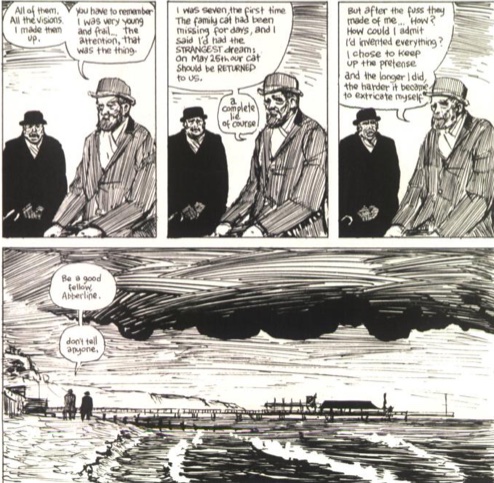 All of them.
All the visions.
I made them
up.
you have to remember
I was very young
and frail... The
attention, That
was the thing.
I was seven, the first time
The family cat had been
missing for days, and I
said I'd had the
STRANGEST dream:
on May 25th our cat
should be RETURNED
to us.
a
complete
lie
of course.
But after the fuss they
made of me... How?
How could I admit
I'd invented everything?
I chose to keep
up the pretense
and the longer I did,
the harder it became
to extricate myself.
Be a good
fellow,
Abberline.
don't tell
anyone.